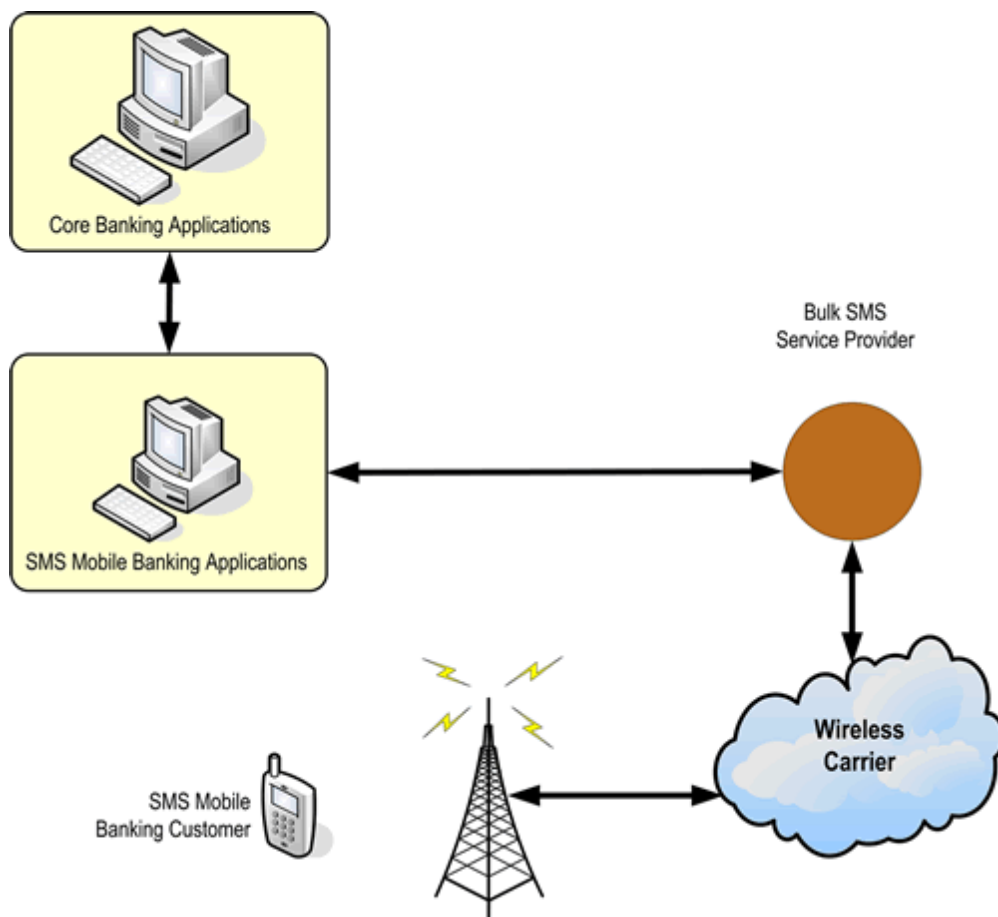 Core Banking Applications
Bulk SMS
Service Provider
SMS Mobile Banking Applications
Wireless
Carrier
SMS Mobile
Banking Customer